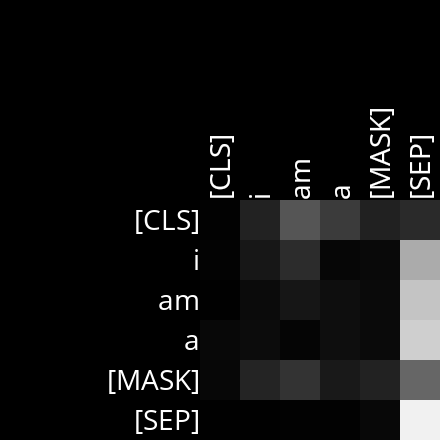 [CLS]
i
am
a
[MASK]
[SEP]
[CLS]
i
am
a
[MASK]
[SEP]